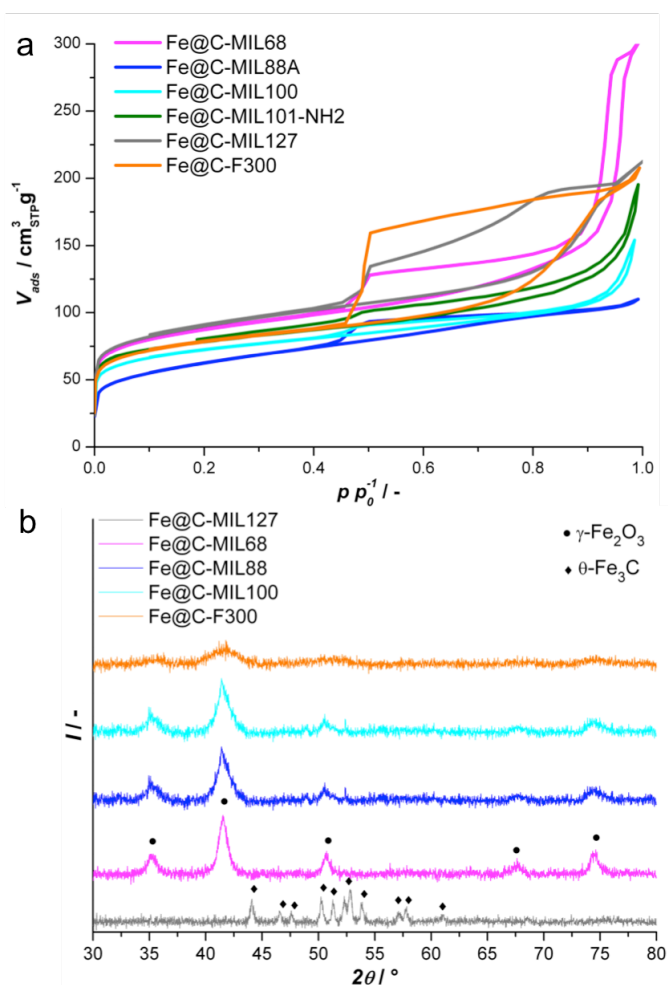 a
300
250
200
150
100
50
0
V_ads / cm³_STP g⁻¹
Fe@C-MIL68
Fe@C-MIL88A
Fe@C-MIL100
Fe@C-MIL101-NH2
Fe@C-MIL127
Fe@C-F300
0.0 0.2 0.4 0.6 0.8 1.0
p p₀⁻¹ / -
b
Fe@C-MIL127
Fe@C-MIL68
Fe@C-MIL88
Fe@C-MIL100
Fe@C-F300
γ-Fe₂O₃
θ-Fe₃C
I / -
30 35 40 45 50 55 60 65 70 75 80
2θ / °